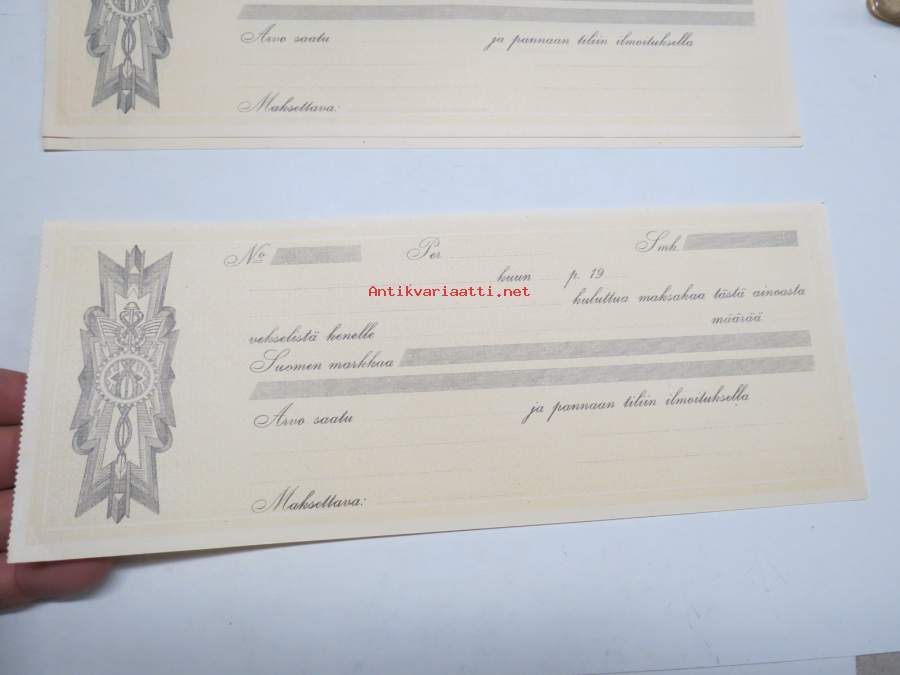 Arvo saatu ja pannaan tiliin ilmoituksella
Maksettava:
No Per Smk
kuun p. 19
Antikvariaatti.net
kuluttua maksakaa tästä ainoasta
vekselistä henelle määrää
Suomen markkaa
Arvo saatu ja pannaan tiliin ilmoituksella
Maksettava: